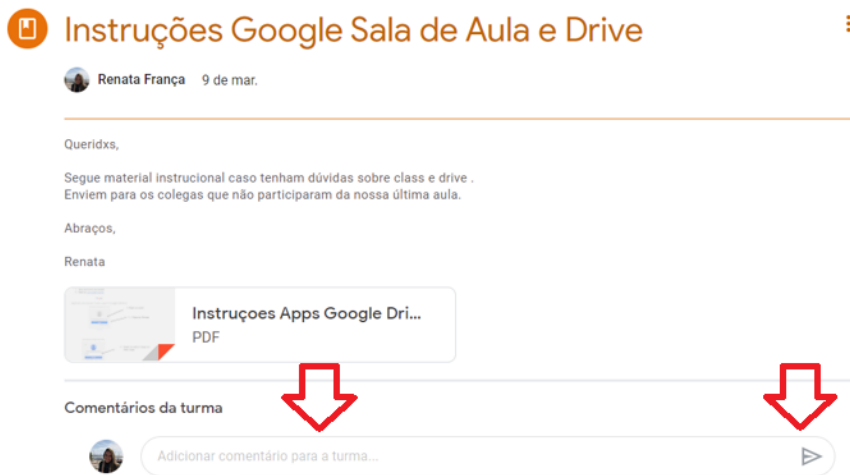 Instruções Google Sala de Aula e Drive
Renata França 9 de mar.
Queridxs,
Segue material instrucional caso tenham dúvidas sobre class e drive .
Enviem para os colegas que não participaram da nossa última aula.
Abraços,
Renata
Instruçoes Apps Google Dri...
PDF
Comentários da turma
Adicionar comentário para a turma...